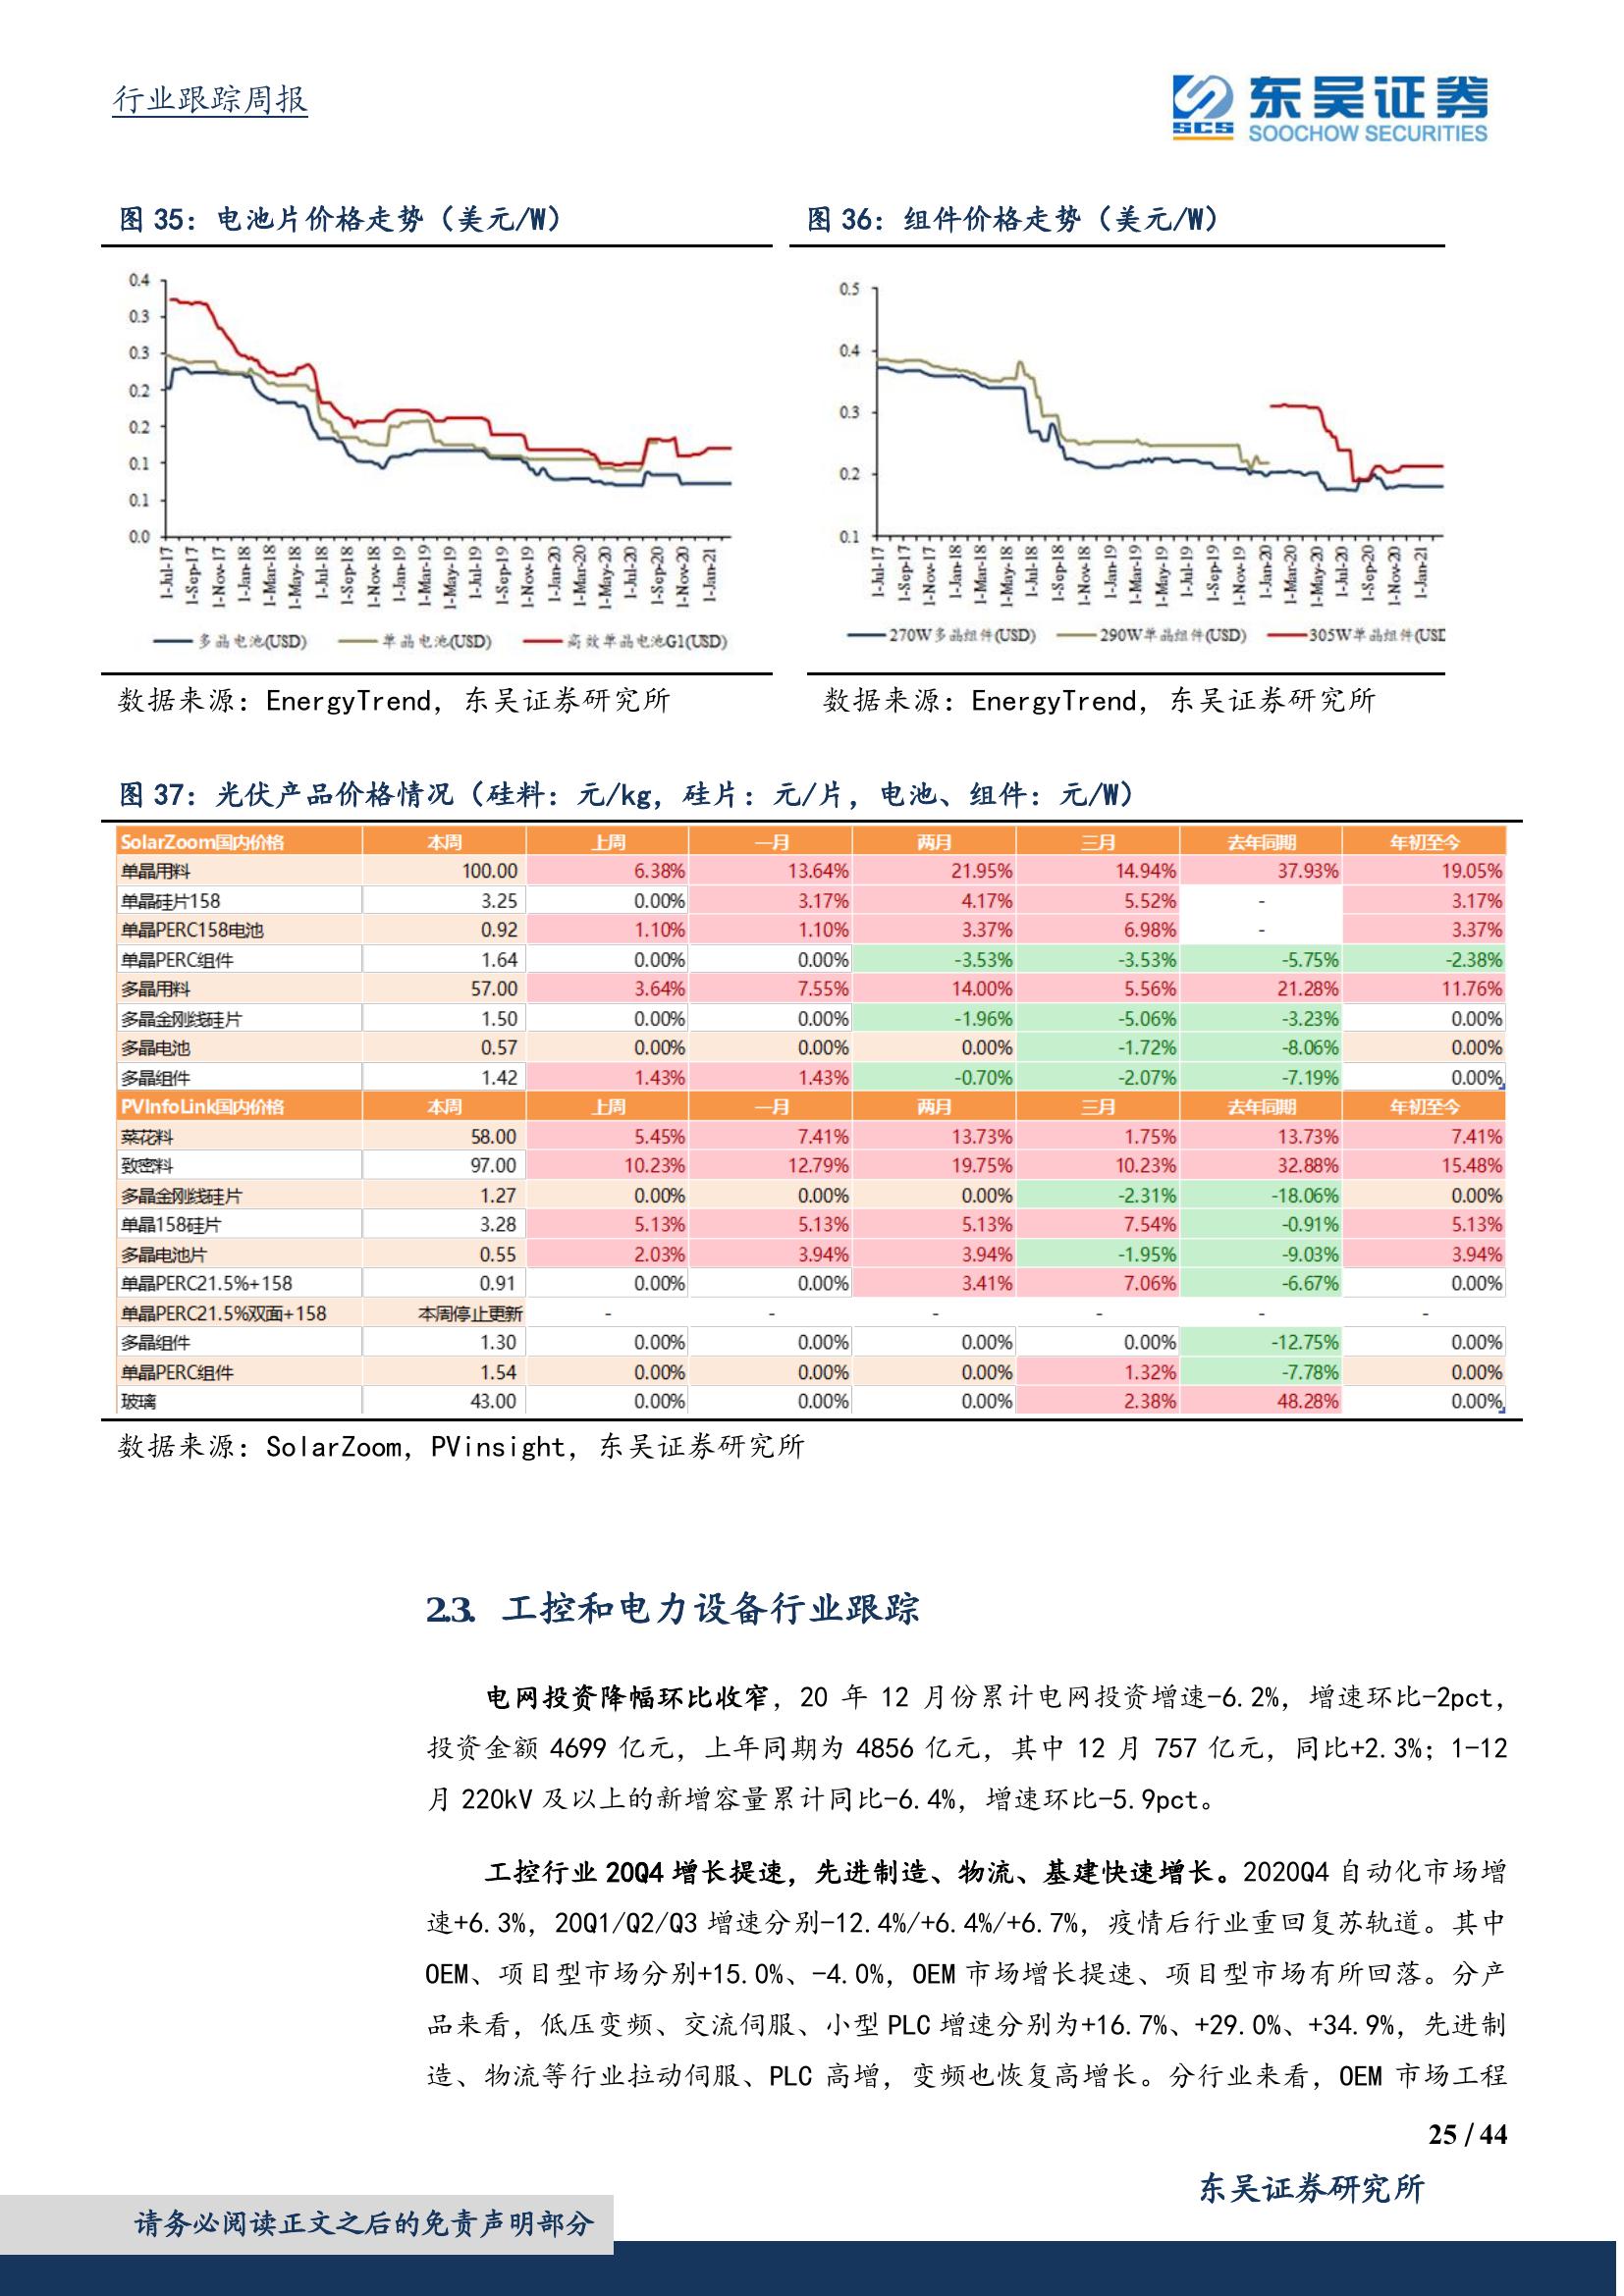 行业跟踪周报
东吴证券
SCS
SOOCHOW SECURITIES
图 35：电池片价格走势（美元/W）
0.4
0.3
0.3
0.2
0.2
0.1
0.1
0.0
1-Jul-17 1-Sep-17 1-Nov-17 1-Jan-18 1-Mar-18 1-May-18 1-Jul-18 1-Sep-18 1-Nov-18 1-Jan-19 1-Mar-19 1-May-19 1-Jul-19 1-Sep-19 1-Nov-19 1-Jan-20 1-Mar-20 1-May-20 1-Jul-20 1-Sep-20 1-Nov-20 1-Jan-21
多晶电池(USD) 单晶电池(USD) 高效单晶电池G1(USD)
数据来源：EnergyTrend，东吴证券研究所
图 36：组件价格走势（美元/W）
0.5
0.4
0.3
0.2
0.1
1-Jul-17 1-Sep-17 1-Nov-17 1-Jan-18 1-Mar-18 1-May-18 1-Jul-18 1-Sep-18 1-Nov-18 1-Jan-19 1-Mar-19 1-May-19 1-Jul-19 1-Sep-19 1-Nov-19 1-Jan-20 1-Mar-20 1-May-20 1-Jul-20 1-Sep-20 1-Nov-20 1-Jan-21
270W多晶组件(USD) 290W单晶组件(USD) 305W单晶组件(USD
数据来源：EnergyTrend，东吴证券研究所
图 37：光伏产品价格情况（硅料：元/kg，硅片：元/片，电池、组件：元/W）
SolarZoom国内价格 本周 上周 一月 两月 三月 去年同期 年初至今
单晶用料 100.00 6.38% 13.64% 21.95% 14.94% 37.93% 19.05%
单晶硅片158 3.25 0.00% 3.17% 4.17% 5.52% - 3.17%
单晶PERC158电池 0.92 1.10% 1.10% 3.37% 6.98% - 3.37%
单晶PERC组件 1.64 0.00% 0.00% -3.53% -3.53% -5.75% -2.38%
多晶用料 57.00 3.64% 7.55% 14.00% 5.56% 21.28% 11.76%
多晶金刚线硅片 1.50 0.00% 0.00% -1.96% -5.06% -3.23% 0.00%
多晶电池 0.57 0.00% 0.00% 0.00% -1.72% -8.06% 0.00%
多晶组件 1.42 1.43% 1.43% -0.70% -2.07% -7.19% 0.00%
PVInfoLink国内价格 本周 上周 一月 两月 三月 去年同期 年初至今
菜花料 58.00 5.45% 7.41% 13.73% 1.75% 13.73% 7.41%
致密料 97.00 10.23% 12.79% 19.75% 10.23% 32.88% 15.48%
多晶金刚线硅片 1.27 0.00% 0.00% 0.00% -2.31% -18.06% 0.00%
单晶158硅片 3.28 5.13% 5.13% 5.13% 7.54% -0.91% 5.13%
多晶电池片 0.55 2.03% 3.94% 3.94% -1.95% -9.03% 3.94%
单晶PERC21.5%+158 0.91 0.00% 0.00% 3.41% 7.06% -6.67% 0.00%
单晶PERC21.5%双面+158 本周停止更新 - - - - - -
多晶组件 1.30 0.00% 0.00% 0.00% 0.00% -12.75% 0.00%
单晶PERC组件 1.54 0.00% 0.00% 0.00% 1.32% -7.78% 0.00%
玻璃 43.00 0.00% 0.00% 0.00% 2.38% 48.28% 0.00%
数据来源：SolarZoom，PVinsight，东吴证券研究所
2.3. 工控和电力设备行业跟踪
电网投资降幅环比收窄，20 年 12 月份累计电网投资增速-6.2%，增速环比-2pct，
投资金额 4699 亿元，上年同期为 4856 亿元，其中 12 月 757 亿元，同比+2.3%；1-12
月 220kV 及以上的新增容量累计同比-6.4%，增速环比-5.9pct。
工控行业 20Q4 增长提速，先进制造、物流、基建快速增长。2020Q4 自动化市场增
速+6.3%，20Q1/Q2/Q3 增速分别-12.4%/+6.4%/+6.7%，疫情后行业重回复苏轨道。其中
OEM、项目型市场分别+15.0%、-4.0%，OEM 市场增长提速、项目型市场有所回落。分产
品来看，低压变频、交流伺服、小型 PLC 增速分别为+16.7%、+29.0%、+34.9%，先进制
造、物流等行业拉动伺服、PLC 高增，变频也恢复高增长。分行业来看，OEM 市场工程
25 / 44
东吴证券研究所
请务必阅读正文之后的免责声明部分